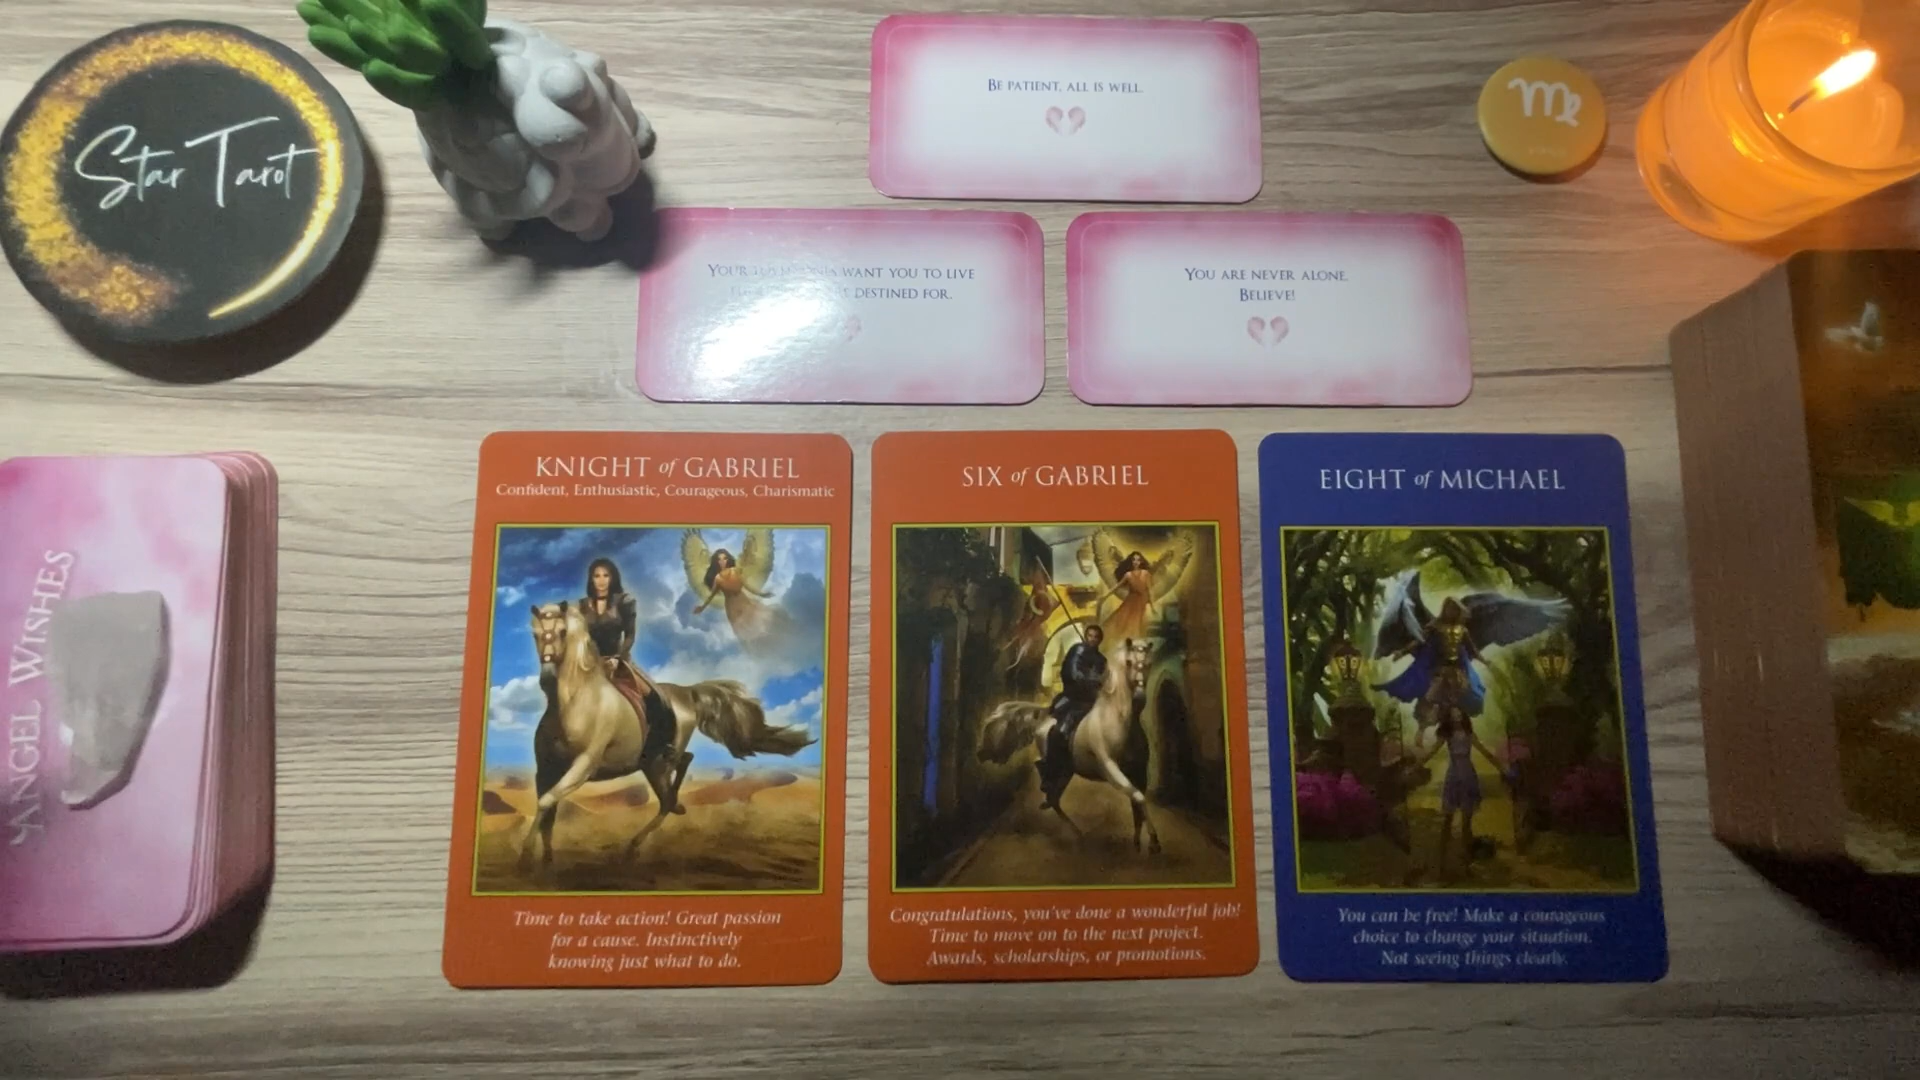 Star Tarot
BE PATIENT, ALL IS WELL.
YOUR WANT YOU TO LIVE
DESTINED FOR.
YOU ARE NEVER ALONE.
BELIEVE!
ANGEL WISHES
KNIGHT of GABRIEL
Confident, Enthusiastic, Courageous, Charismatic
Time to take action! Great passion
for a cause. Instinctively
knowing just what to do.
SIX of GABRIEL
Congratulations, you've done a wonderful job!
Time to move on to the next project.
Awards, scholarships, or promotions.
EIGHT of MICHAEL
You can be free! Make a courageous
choice to change your situation.
Not seeing things clearly.